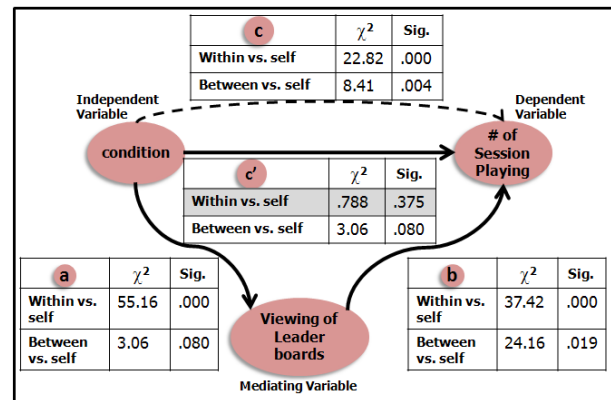 c χ² Sig.
Within vs. self 22.82 .000
Between vs. self 8.41 .004
Independent
Variable
Dependent
Variable
condition
# of
Session
Playing
c' χ² Sig.
Within vs. self .788 .375
Between vs. self 3.06 .080
a χ² Sig.
Within vs.
self
55.16 .000
Between
vs. self
3.06 .080
b χ² Sig.
Within vs.
self
37.42 .000
Between
vs. self
24.16 .019
Viewing of
Leader
boards
Mediating Variable